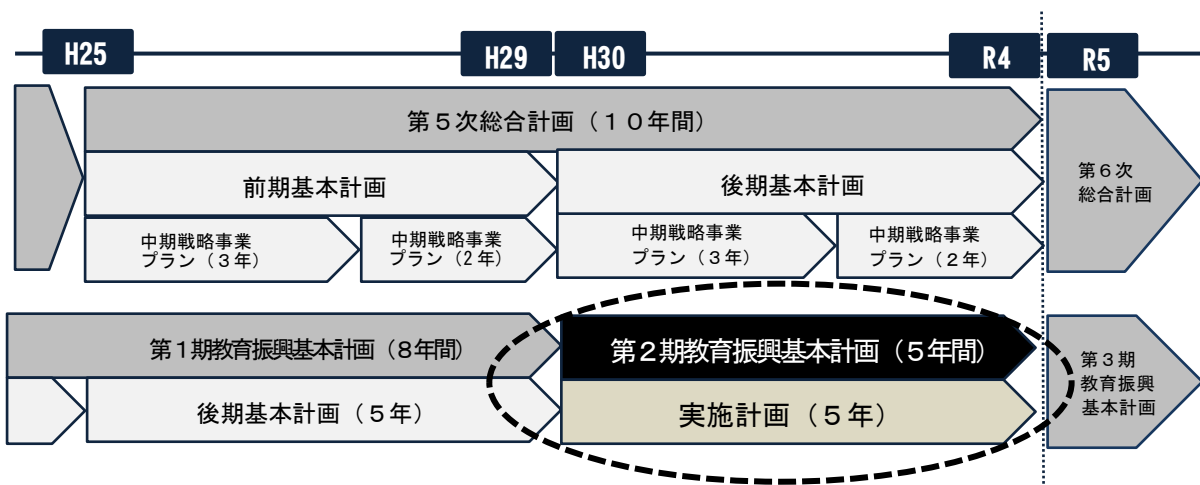 H25
H29
H30
R4
R5
第５次総合計画（１０年間）
前期基本計画
後期基本計画
第６次
総合計画
中期戦略事業
プラン（３年）
中期戦略事業
プラン（2 年）
中期戦略事業
プラン（３年）
中期戦略事業
プラン（２年）
第１期教育振興基本計画（8年間）
第２期教育振興基本計画（５年間）
第３期
教育振興
基本計画
後期基本計画（５年）
実施計画（５年）